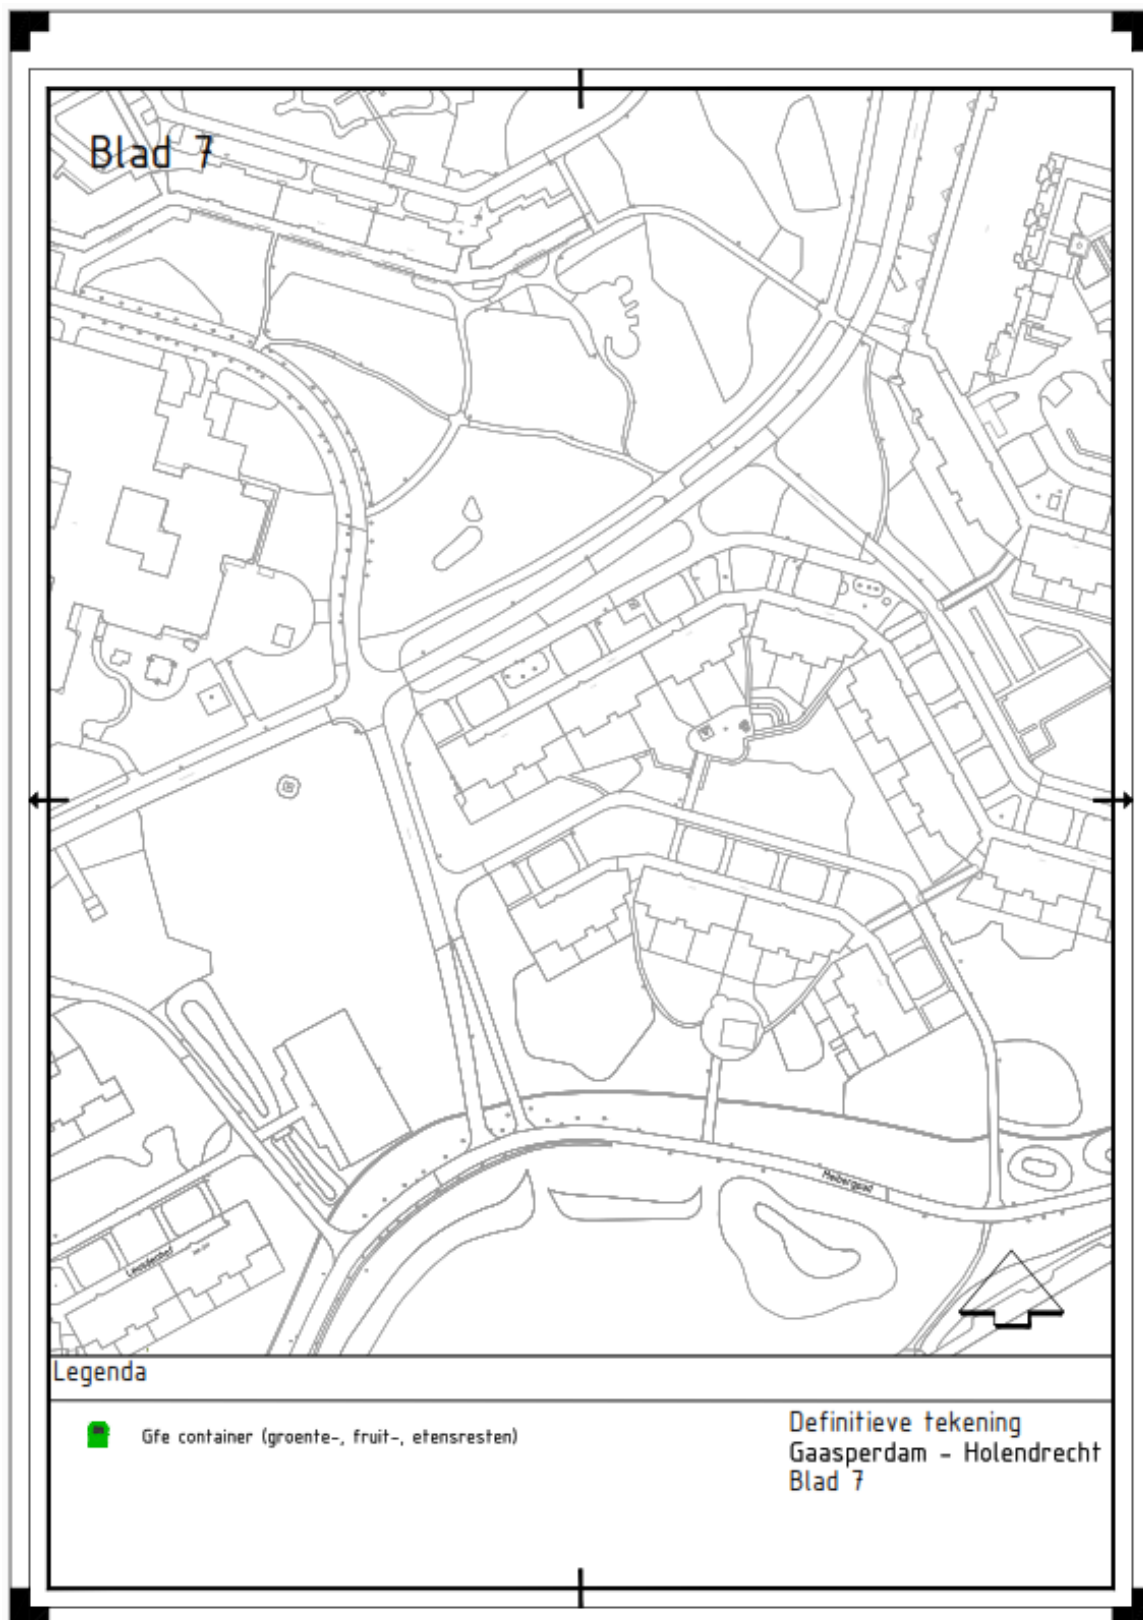 Blad 7
Meibergpad
Legenda
Gfe container (groente-, fruit-, etensresten)
Definitieve tekening
Gaasperdam - Holendrecht
Blad 7